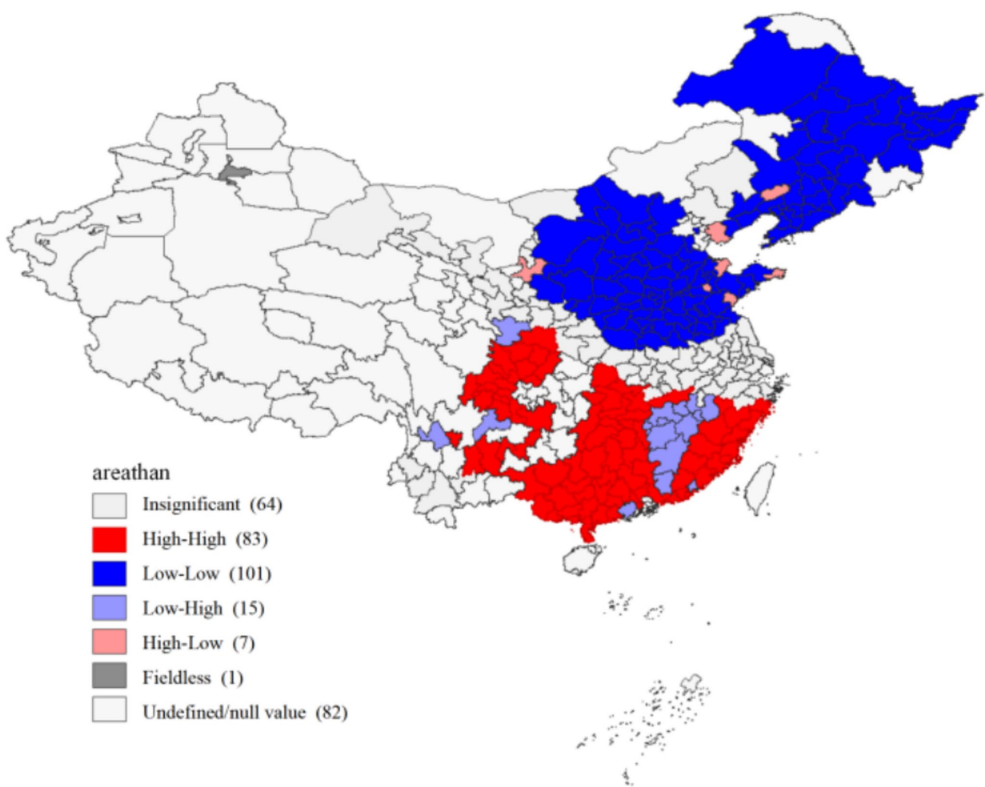 areathan
Insignificant (64)
High-High (83)
Low-Low (101)
Low-High (15)
High-Low (7)
Fieldless (1)
Undefined/null value (82)